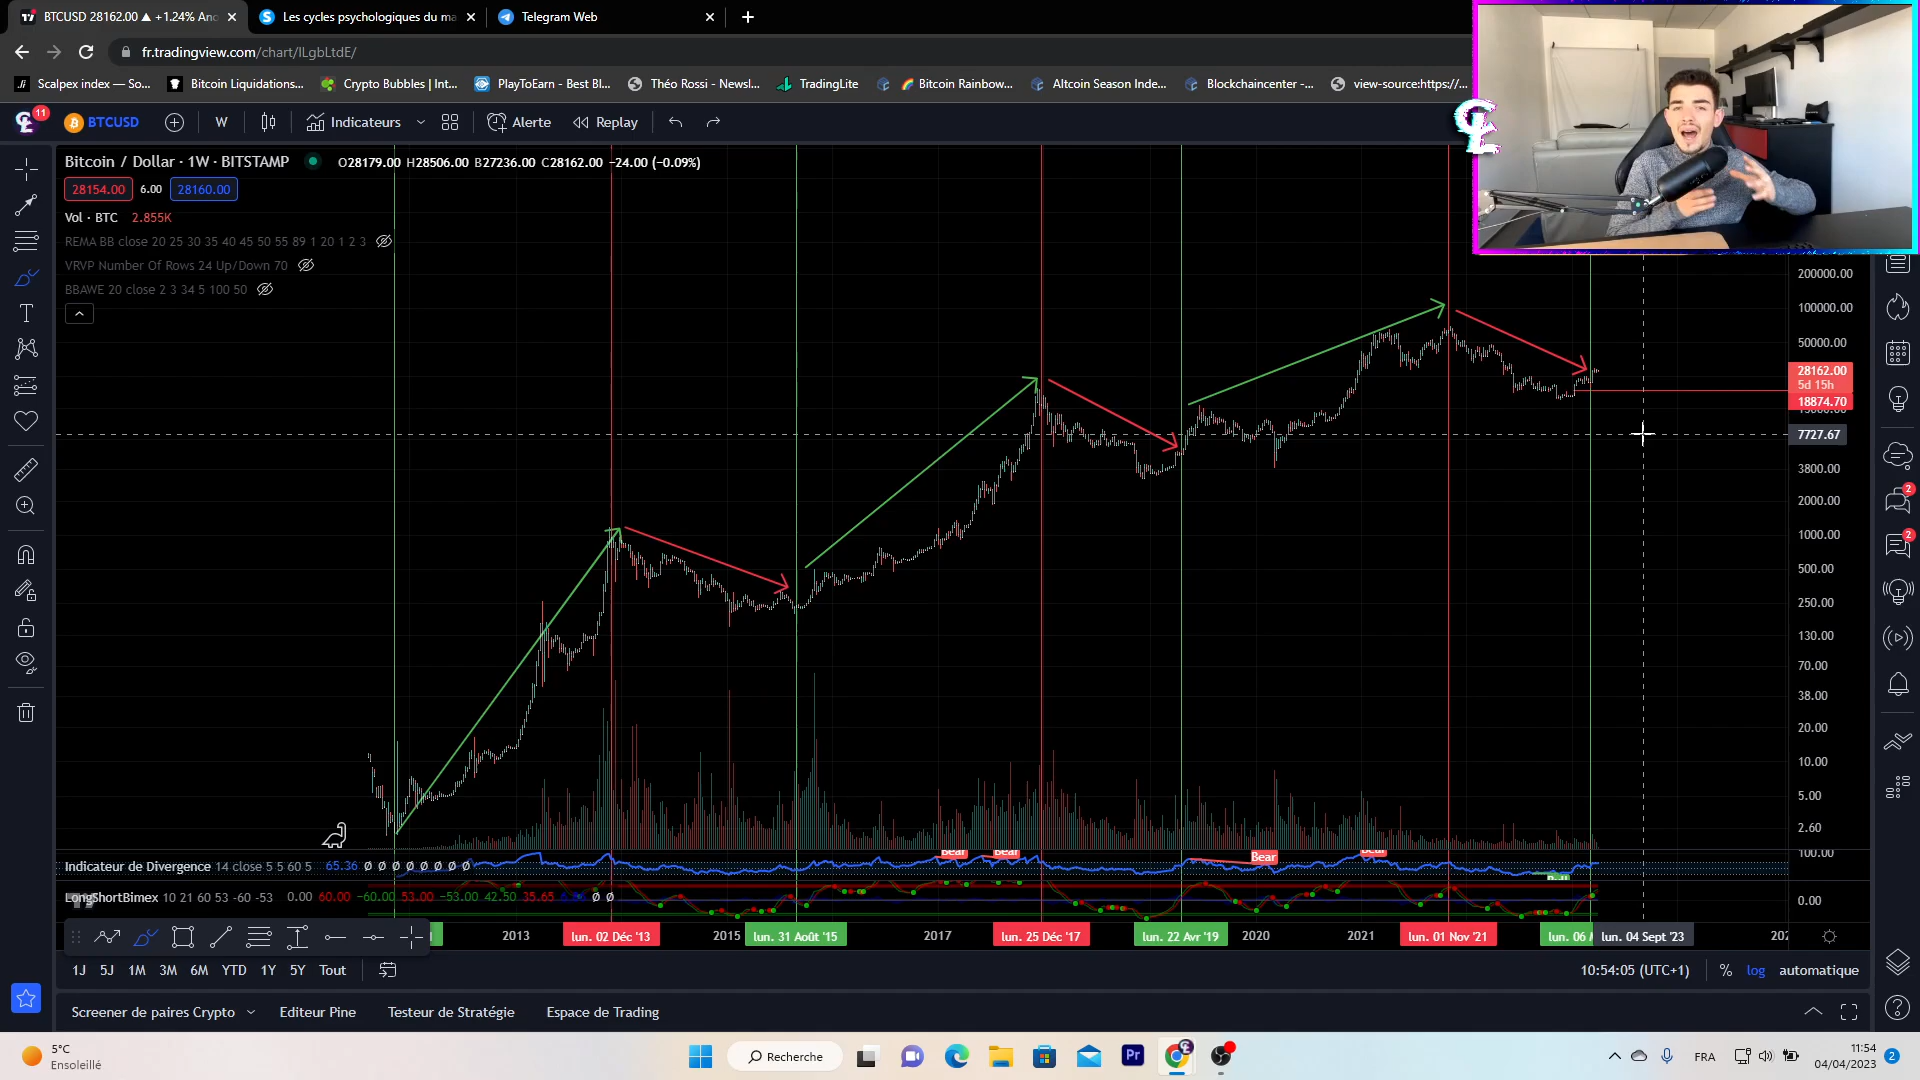 BTCUSD 28162.00 ▲ +1.24% Ano
Les cycles psychologiques du ma
Telegram Web
fr.tradingview.com/chart/lLgbLtdE/
Scalpex index — So...
Bitcoin Liquidations...
Crypto Bubbles | Int...
PlayToEarn - Best Bl...
Théo Rossi - Newsl...
TradingLite
Bitcoin Rainbow...
Altcoin Season Inde...
Blockchaincenter -...
view-source:https://...
11
BTCUSD
W
Indicateurs
Alerte
Replay
Bitcoin / Dollar · 1W · BITSTAMP
O28179.00 H28506.00 B27236.00 C28162.00 −24.00 (−0.09%)
28154.00 6.00 28160.00
Vol · BTC 2.855K
REMA BB close 20 25 30 35 40 45 50 55 89 1 20 1 2 3
VRVP Number Of Rows 24 Up/Down 70
BBAWE 20 close 2 3 34 5 100 50
200000.00
100000.00
50000.00
28162.00
5d 15h
18874.70
7727.67
3800.00
2000.00
1000.00
500.00
250.00
130.00
70.00
38.00
20.00
10.00
5.00
2.60
100.00
0.00
2
2
Bear
Bear
Bear
Bear
Indicateur de Divergence 14 close 5 5 60 5 65.36 Ø Ø Ø Ø Ø Ø Ø Ø
LongShortBimex 10 21 60 53 -60 -53 0.00 60.00 −60.00 53.00 −53.00 42.50 35.65 Ø Ø
2013
lun. 02 Déc '13
2015
lun. 31 Août '15
2017
lun. 25 Déc '17
lun. 22 Avr '19
2020
2021
lun. 01 Nov '21
lun. 06
lun. 04 Sept '23
1J 5J 1M 3M 6M YTD 1Y 5Y Tout
10:54:05 (UTC+1)
% log automatique
Screener de paires Crypto
Editeur Pine
Testeur de Stratégie
Espace de Trading
5°C
Ensoleillé
Recherche
Pr
FRA
11:54
04/04/2023
2